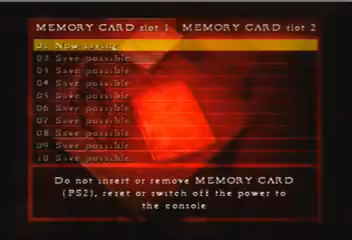 MEMORY CARD slot 1 MEMORY CARD slot 2
01 Now saving
02 Save possible
03 Save possible
04 Save possible
05 Save possible
06 Save possible
07 Save possible
08 Save possible
09 Save possible
10 Save possible
Do not insert or remove MEMORY CARD
(PS2), reset or switch off the power to
the console